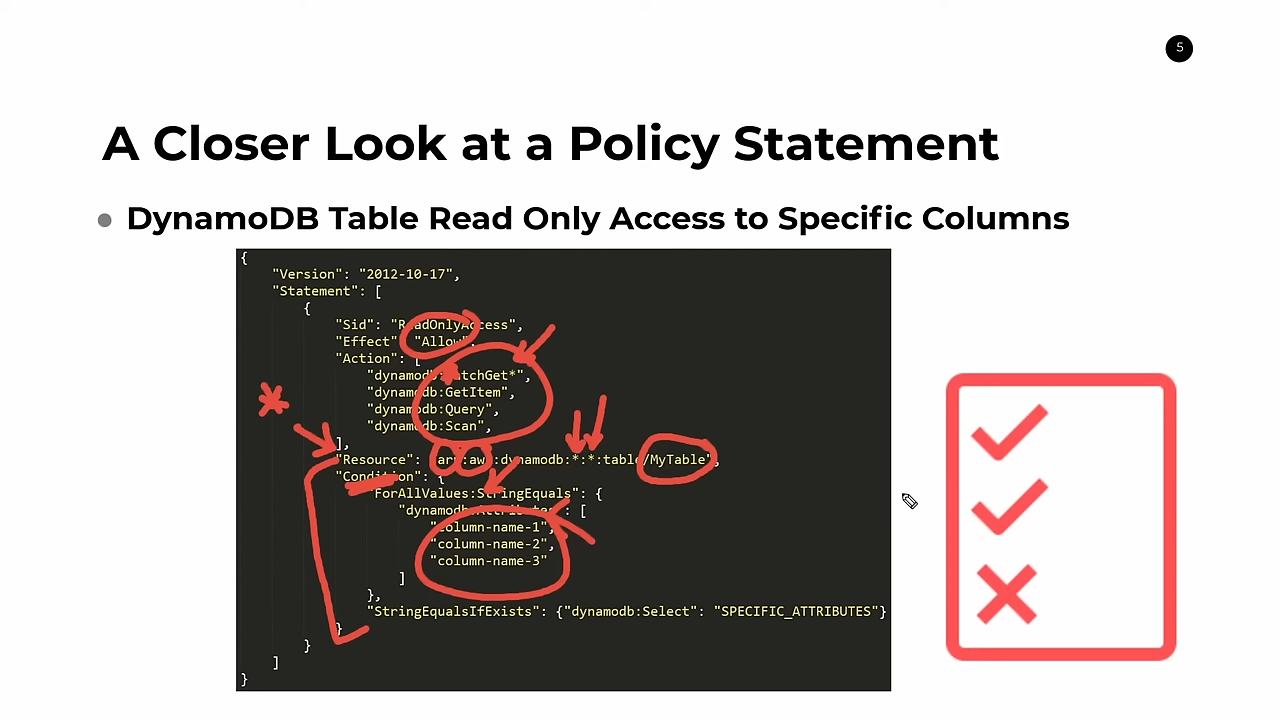 5
A Closer Look at a Policy Statement
● DynamoDB Table Read Only Access to Specific Columns
{
"Version": "2012-10-17",
"Statement": [
{
"Sid": "ReadOnlyAccess",
"Effect": "Allow",
"Action": [
"dynamodb:BatchGet*",
"dynamodb:GetItem",
"dynamodb:Query",
"dynamodb:Scan",
],
"Resource": "arn:aws:dynamodb:*:*:table/MyTable",
"Condition": {
"ForAllValues:StringEquals": {
"dynamodb:Attributes": [
"column-name-1",
"column-name-2",
"column-name-3"
]
},
"StringEqualsIfExists": {"dynamodb:Select": "SPECIFIC_ATTRIBUTES"}
}
}
]
}